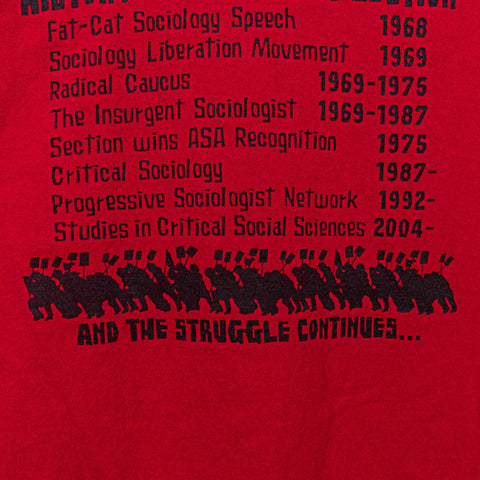 Fat-Cat Sociology Speech 1968
Sociology Liberation Movement 1969
Radical Caucus 1969-1975
The Insurgent Sociologist 1969-1987
Section wins ASA Recognition 1975
Critical Sociology 1987-
Progressive Sociologist Network 1992-
Studies in Critical Social Sciences 2004-
AND THE STRUGGLE CONTINUES...